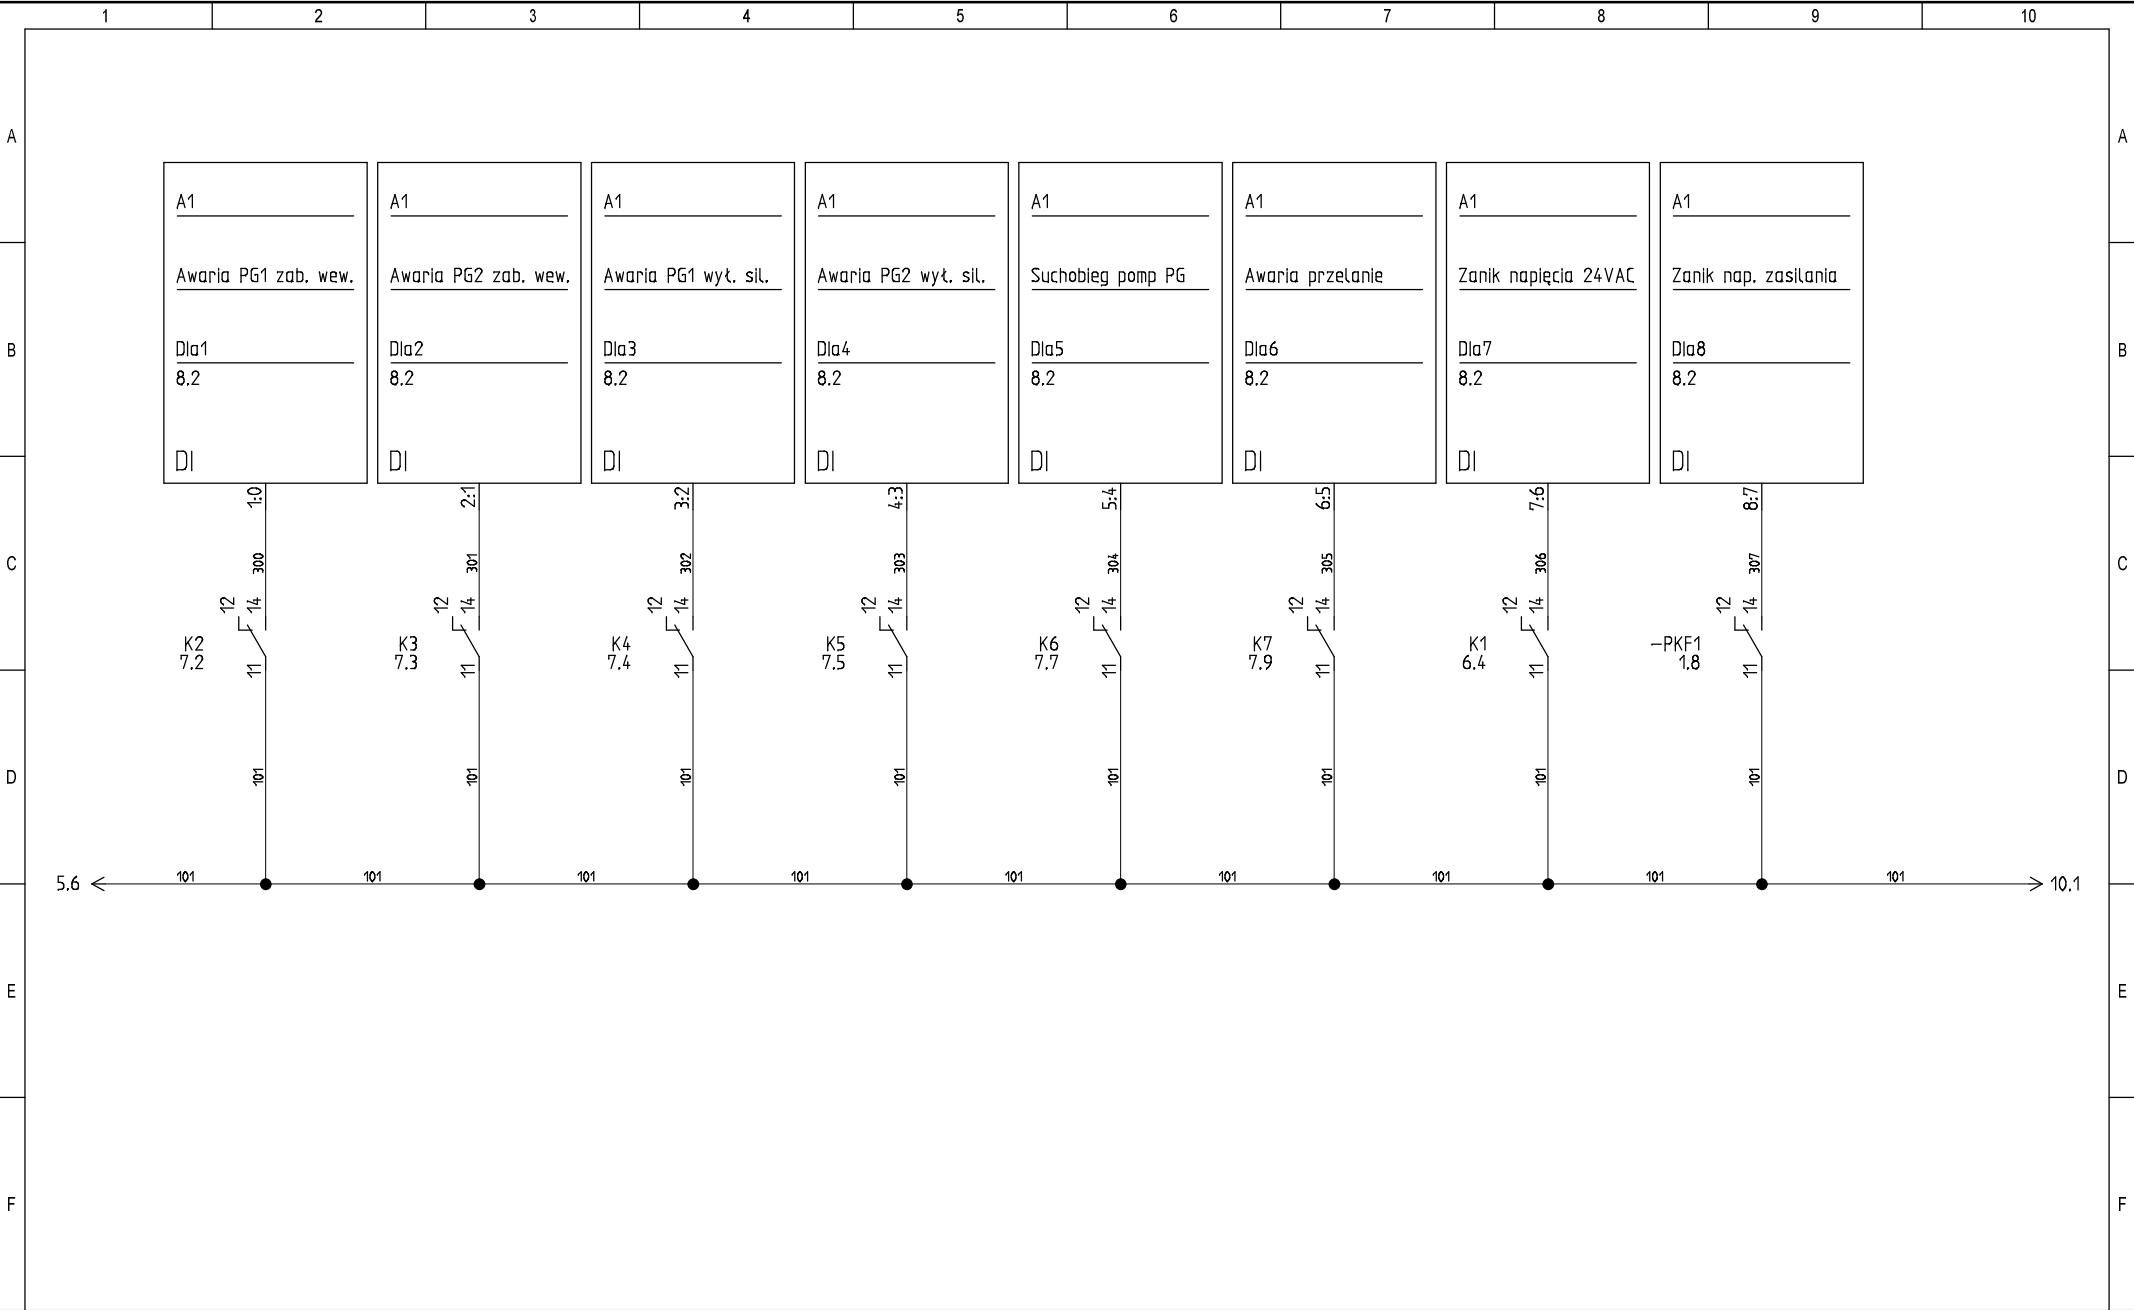 1 2 3 4 5 6 7 8 9 10
A A
A1 A1 A1 A1 A1 A1 A1 A1
Awaria PG1 zab. wew. Awaria PG2 zab. wew. Awaria PG1 wył. sil. Awaria PG2 wył. sil. Suchobieg pomp PG Awaria przelanie Zanik napięcia 24VAC Zanik nap. zasilania
B B
DIa1 DIa2 DIa3 DIa4 DIa5 DIa6 DIa7 DIa8
8.2 8.2 8.2 8.2 8.2 8.2 8.2 8.2
DI DI DI DI DI DI DI DI
1:0 2:1 3:2 4:3 5:4 6:5 7:6 8:7
C C
300 301 302 303 304 305 306 307
12 14 12 14 12 14 12 14 12 14 12 14 12 14 12 14
K2 K3 K4 K5 K6 K7 K1 -PKF1
7.2 7.3 7.4 7.5 7.7 7.9 6.4 1.8
11 11 11 11 11 11 11 11
D D
101 101 101 101 101 101 101 101
5.6 101 101 101 101 101 101 101 101 101 10.1
E E
F F